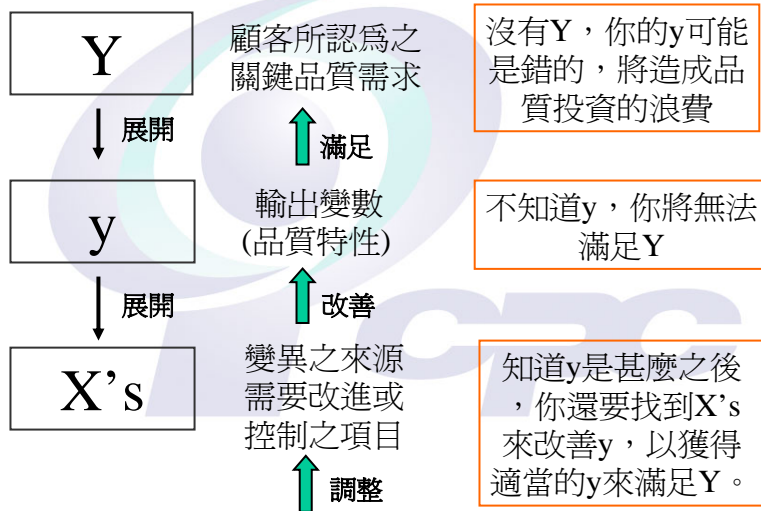 Y
顧客所認為之
關鍵品質需求
沒有Y，你的y可能
是錯的，將造成品
質投資的浪費
展開
滿足
y
輸出變數
(品質特性)
不知道y，你將無法
滿足Y
展開
改善
X’s
變異之來源
需要改進或
控制之項目
知道y是甚麼之後
，你還要找到X’s
來改善y，以獲得
適當的y來滿足Y。
調整
CPC